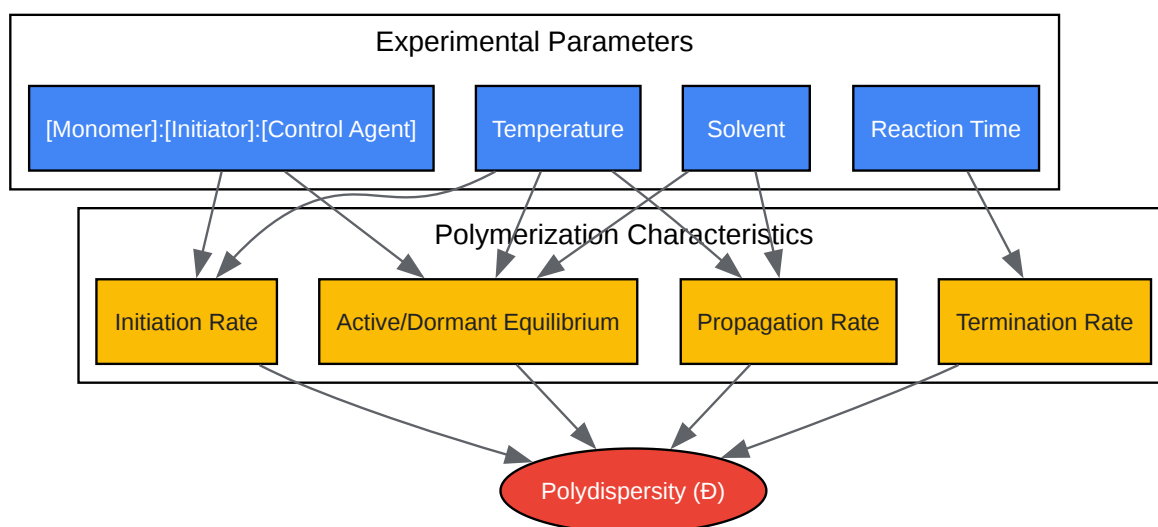 Experimental Parameters
[Monomer]:[Initiator]:[Control Agent]
Temperature
Solvent
Reaction Time
Polymerization Characteristics
Initiation Rate
Active/Dormant Equilibrium
Propagation Rate
Termination Rate
Polydispersity (Đ)